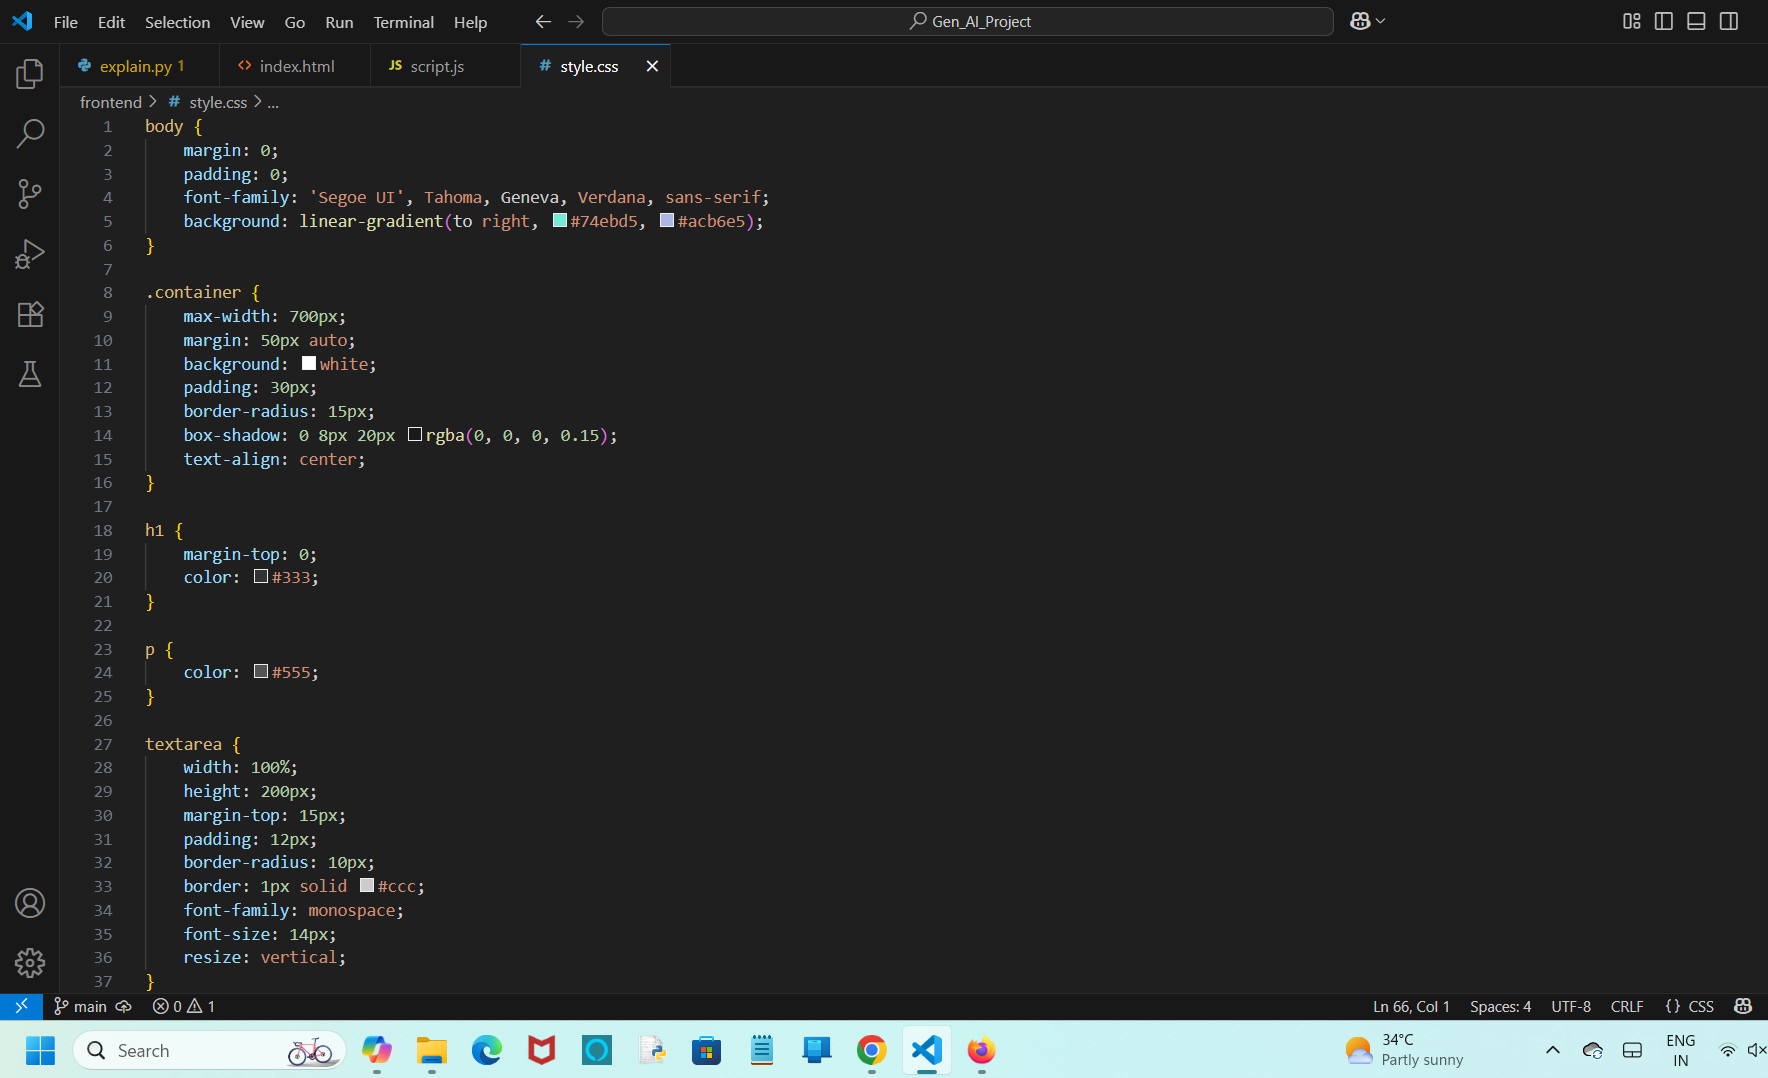 File Edit Selection View Go Run Terminal Help Gen_AI_Project
explain.py 1 index.html JS script.js # style.css
frontend > # style.css > ...
1 body {
2 margin: 0;
3 padding: 0;
4 font-family: 'Segoe UI', Tahoma, Geneva, Verdana, sans-serif;
5 background: linear-gradient(to right, #74ebd5, #acb6e5);
6 }
7
8 .container {
9 max-width: 700px;
10 margin: 50px auto;
11 background: white;
12 padding: 30px;
13 border-radius: 15px;
14 box-shadow: 0 8px 20px rgba(0, 0, 0, 0.15);
15 text-align: center;
16 }
17
18 h1 {
19 margin-top: 0;
20 color: #333;
21 }
22
23 p {
24 color: #555;
25 }
26
27 textarea {
28 width: 100%;
29 height: 200px;
30 margin-top: 15px;
31 padding: 12px;
32 border-radius: 10px;
33 border: 1px solid #ccc;
34 font-family: monospace;
35 font-size: 14px;
36 resize: vertical;
37 }
main 0 1 Ln 66, Col 1 Spaces: 4 UTF-8 CRLF {} CSS
Search 34°C ENG
Partly sunny IN